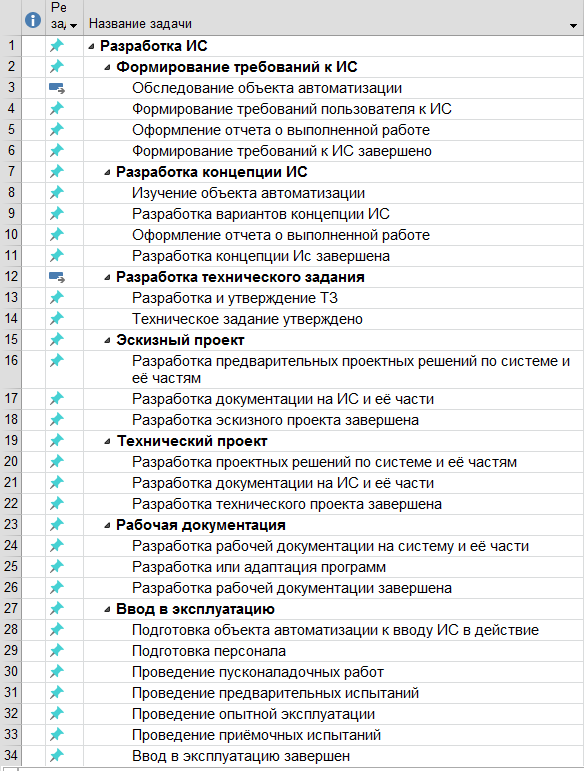 Ре
зад
Название задачи
1 Разработка ИС
2 Формирование требований к ИС
3 Обследование объекта автоматизации
4 Формирование требований пользователя к ИС
5 Оформление отчета о выполненной работе
6 Формирование требований к ИС завершено
7 Разработка концепции ИС
8 Изучение объекта автоматизации
9 Разработка вариантов концепции ИС
10 Оформление отчета о выполненной работе
11 Разработка концепции Ис завершена
12 Разработка технического задания
13 Разработка и утверждение ТЗ
14 Техническое задание утверждено
15 Эскизный проект
16 Разработка предварительных проектных решений по системе и
её частям
17 Разработка документации на ИС и её части
18 Разработка эскизного проекта завершена
19 Технический проект
20 Разработка проектных решений по системе и её частям
21 Разработка документации на ИС и её части
22 Разработка технического проекта завершена
23 Рабочая документация
24 Разработка рабочей документации на систему и её части
25 Разработка или адаптация программ
26 Разработка рабочей документации завершена
27 Ввод в эксплуатацию
28 Подготовка объекта автоматизации к вводу ИС в действие
29 Подготовка персонала
30 Проведение пусконаладочных работ
31 Проведение предварительных испытаний
32 Проведение опытной эксплуатации
33 Проведение приёмочных испытаний
34 Ввод в эксплуатацию завершен